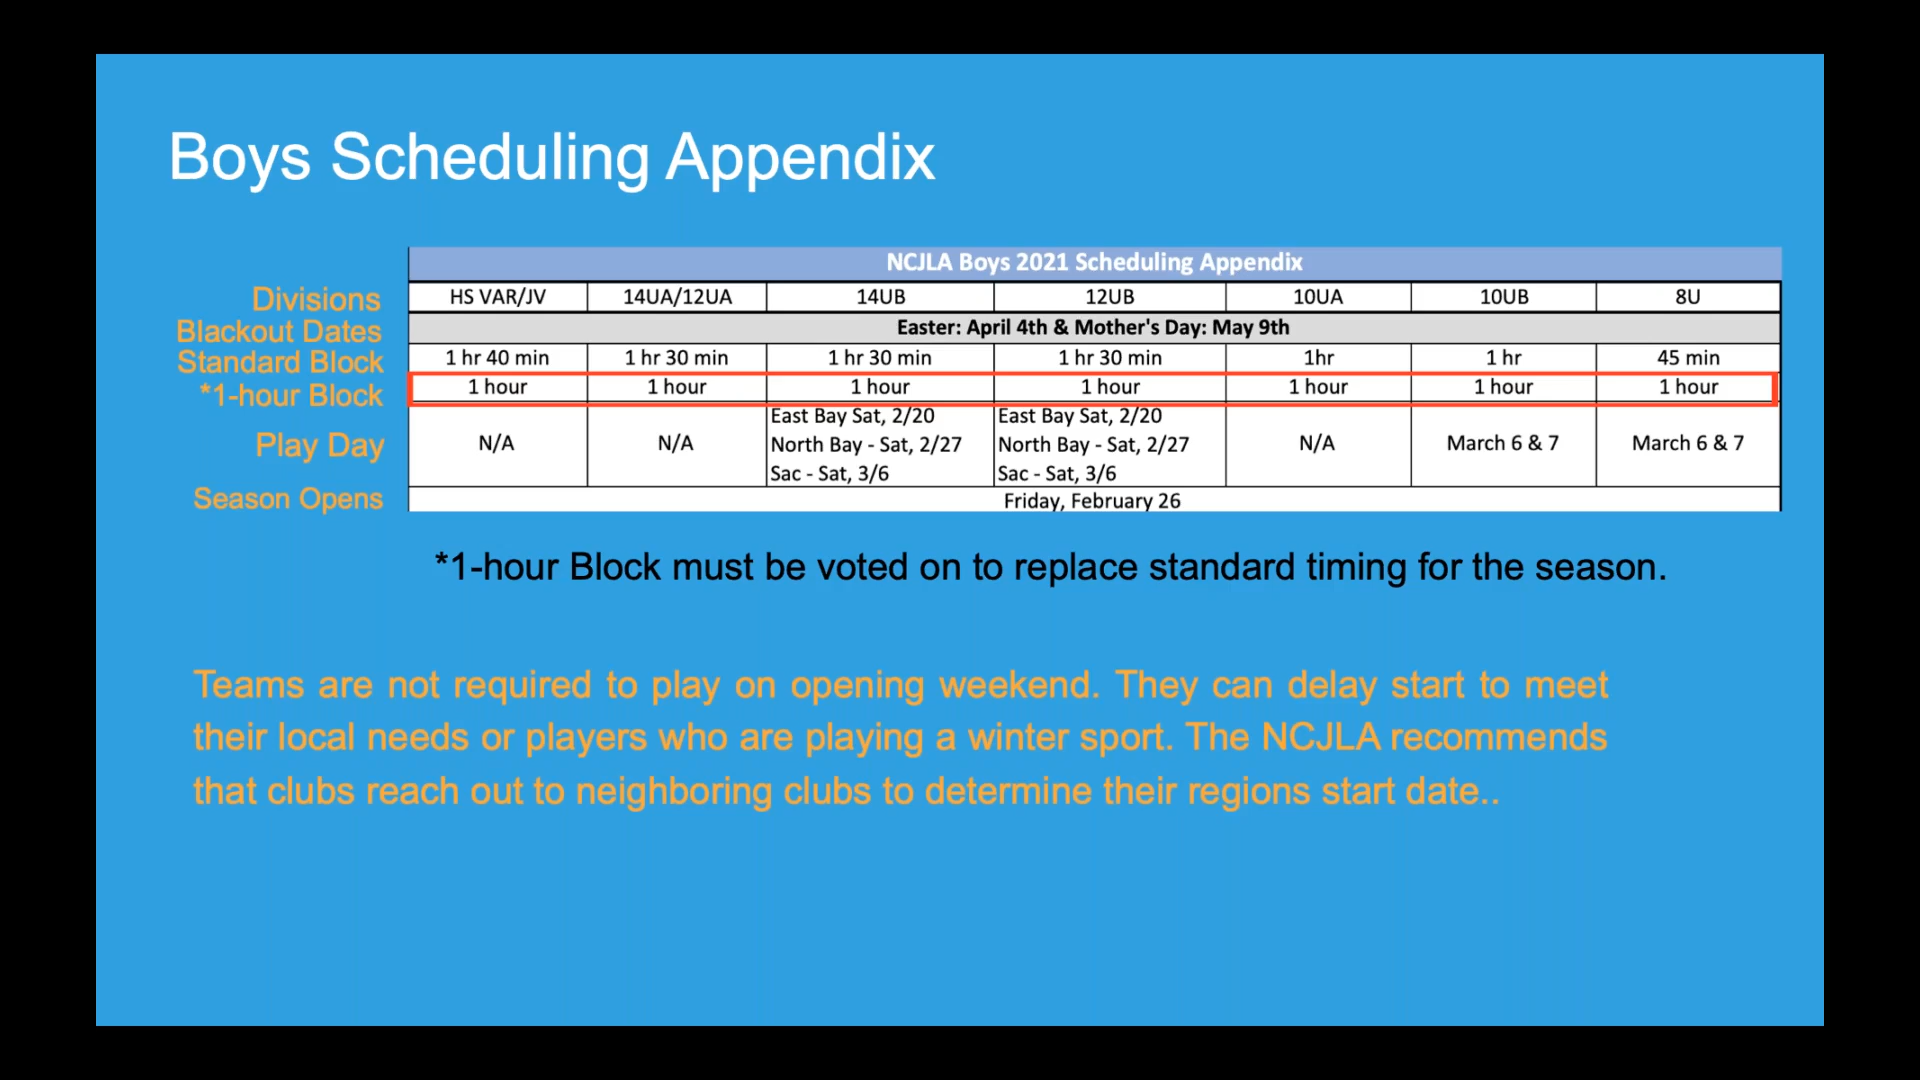 Boys Scheduling Appendix
NCJLA Boys 2021 Scheduling Appendix
Divisions HS VAR/JV 14UA/12UA 14UB 12UB 10UA 10UB 8U
Blackout Dates Easter: April 4th & Mother's Day: May 9th
Standard Block 1 hr 40 min 1 hr 30 min 1 hr 30 min 1 hr 30 min 1hr 1 hr 45 min
*1-hour Block 1 hour 1 hour 1 hour 1 hour 1 hour 1 hour 1 hour
East Bay Sat, 2/20 East Bay Sat, 2/20
Play Day N/A N/A North Bay - Sat, 2/27 North Bay - Sat, 2/27 N/A March 6 & 7 March 6 & 7
Sac - Sat, 3/6 Sac - Sat, 3/6
Season Opens Friday, February 26
*1-hour Block must be voted on to replace standard timing for the season.
Teams are not required to play on opening weekend. They can delay start to meet
their local needs or players who are playing a winter sport. The NCJLA recommends
that clubs reach out to neighboring clubs to determine their regions start date..